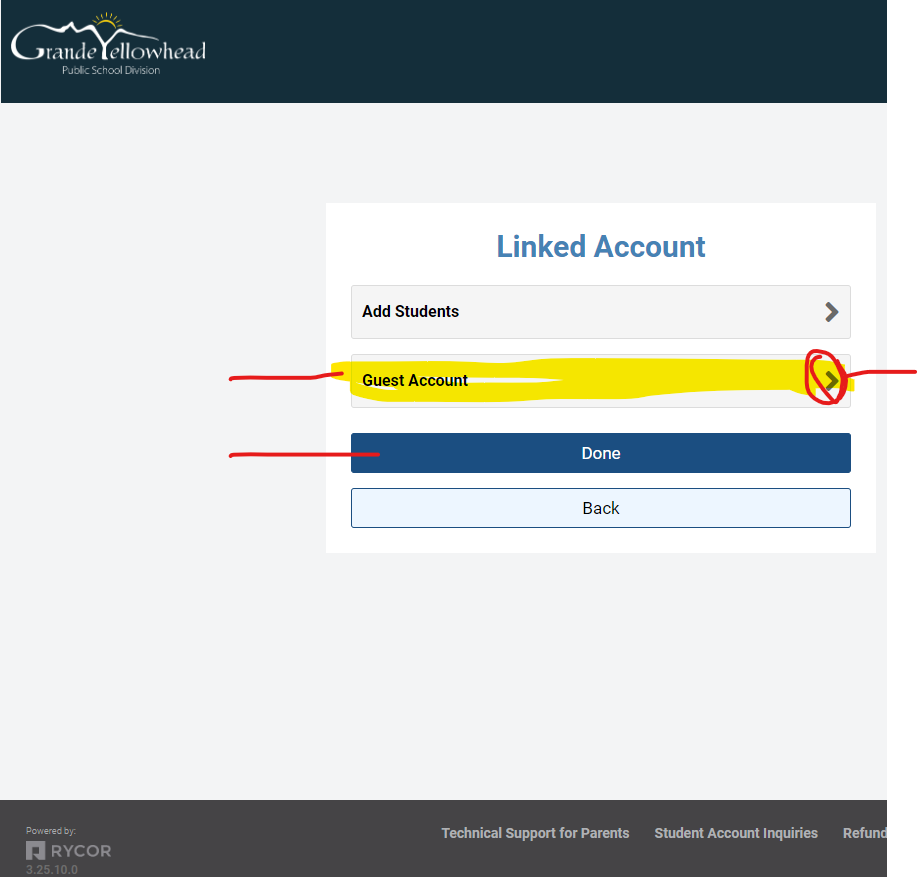 Grande Yellowhead
Public School Division
Linked Account
Add Students
Guest Account
Done
Back
Powered by:
RYCOR
3.25.10.0
Technical Support for Parents
Student Account Inquiries
Refund